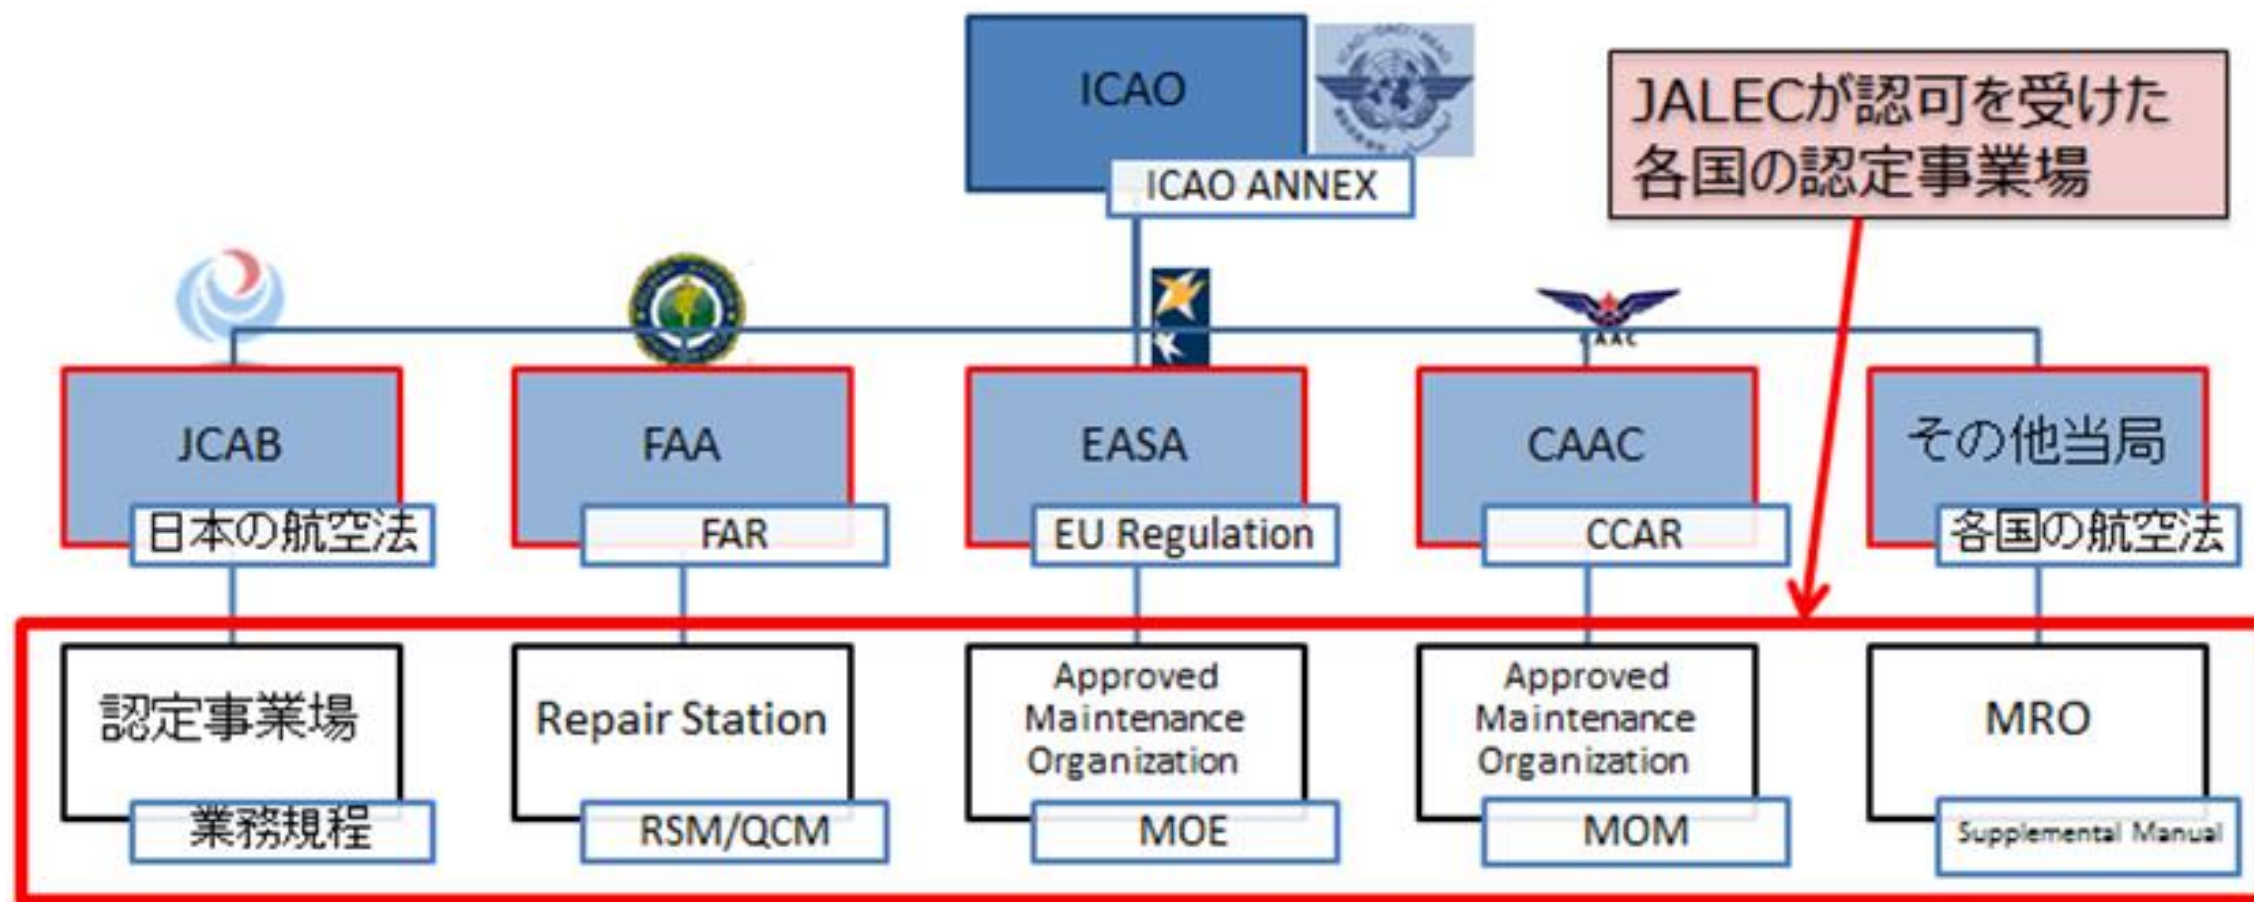 ICAO
ICAO ANNEX
JALECが認可を受けた
各国の認定事業場
CAAC
JCAB
日本の航空法
FAA
FAR
EASA
EU Regulation
CAAC
CCAR
その他当局
各国の航空法
認定事業場
業務規程
Repair Station
RSM/QCM
Approved
Maintenance
Organization
MOE
Approved
Maintenance
Organization
MOM
MRO
Supplemental Manual